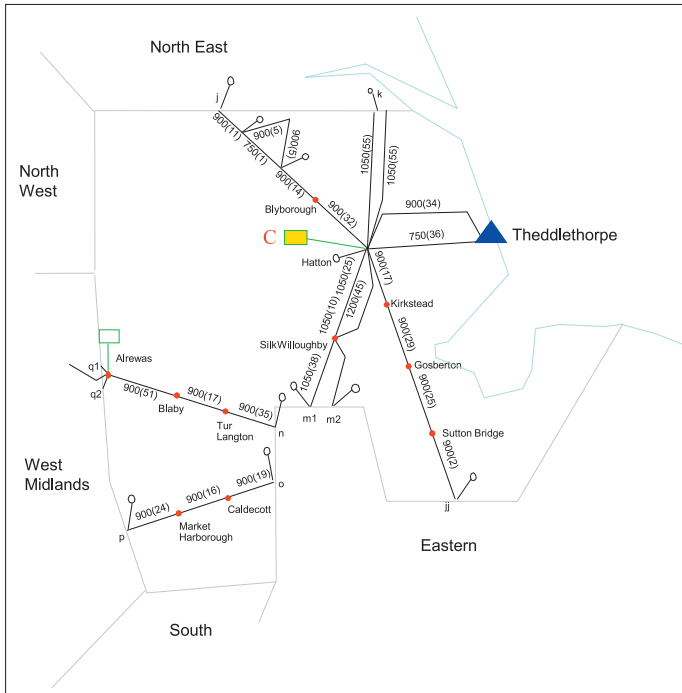 North East
j
k
900(11)
900(5)
750(1)
900(5)
900(14)
1050(55)
1050(55)
North
West
Blyborough
900(32)
900(34)
C
750(36)
Theddlethorpe
Hatton
1050(25)
900(17)
1050(10)
1200(45)
Kirkstead
SilkWilloughby
900(29)
q1
Alrewas
1050(38)
Gosberton
q2
900(51)
900(17)
900(25)
Blaby
900(35)
Tur
Langton
n
m1
m2
Sutton Bridge
West
Midlands
900(2)
900(19)
o
900(16)
Caldecott
900(24)
jj
p
Market
Harborough
Eastern
South